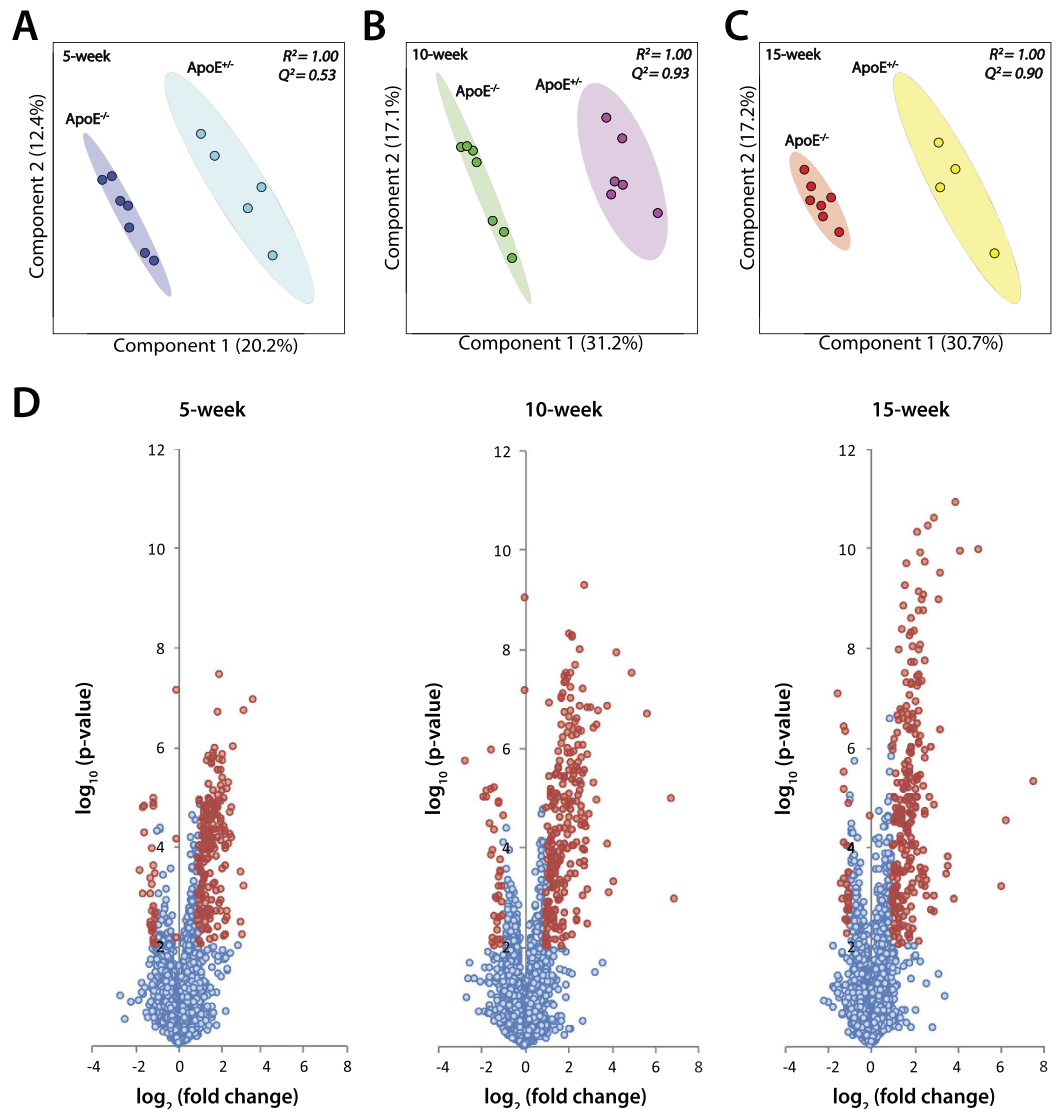 A
5-week
R² = 1.00
Q² = 0.53
ApoE+/-
ApoE-/-
Component 2 (12.4%)
Component 1 (20.2%)
B
10-week
R² = 1.00
Q² = 0.93
ApoE-/-
ApoE+/-
Component 2 (17.1%)
Component 1 (31.2%)
C
15-week
R² = 1.00
Q² = 0.90
ApoE+/-
ApoE-/-
Component 2 (17.2%)
Component 1 (30.7%)
D
5-week
12
10
8
6
4
2
log10 (p-value)
-4 -2 0 2 4 6 8
log2 (fold change)
10-week
12
10
8
6
4
2
log10 (p-value)
-4 -2 0 2 4 6 8
log2 (fold change)
15-week
12
10
8
6
4
2
log10 (p-value)
-4 -2 0 2 4 6 8
log2 (fold change)